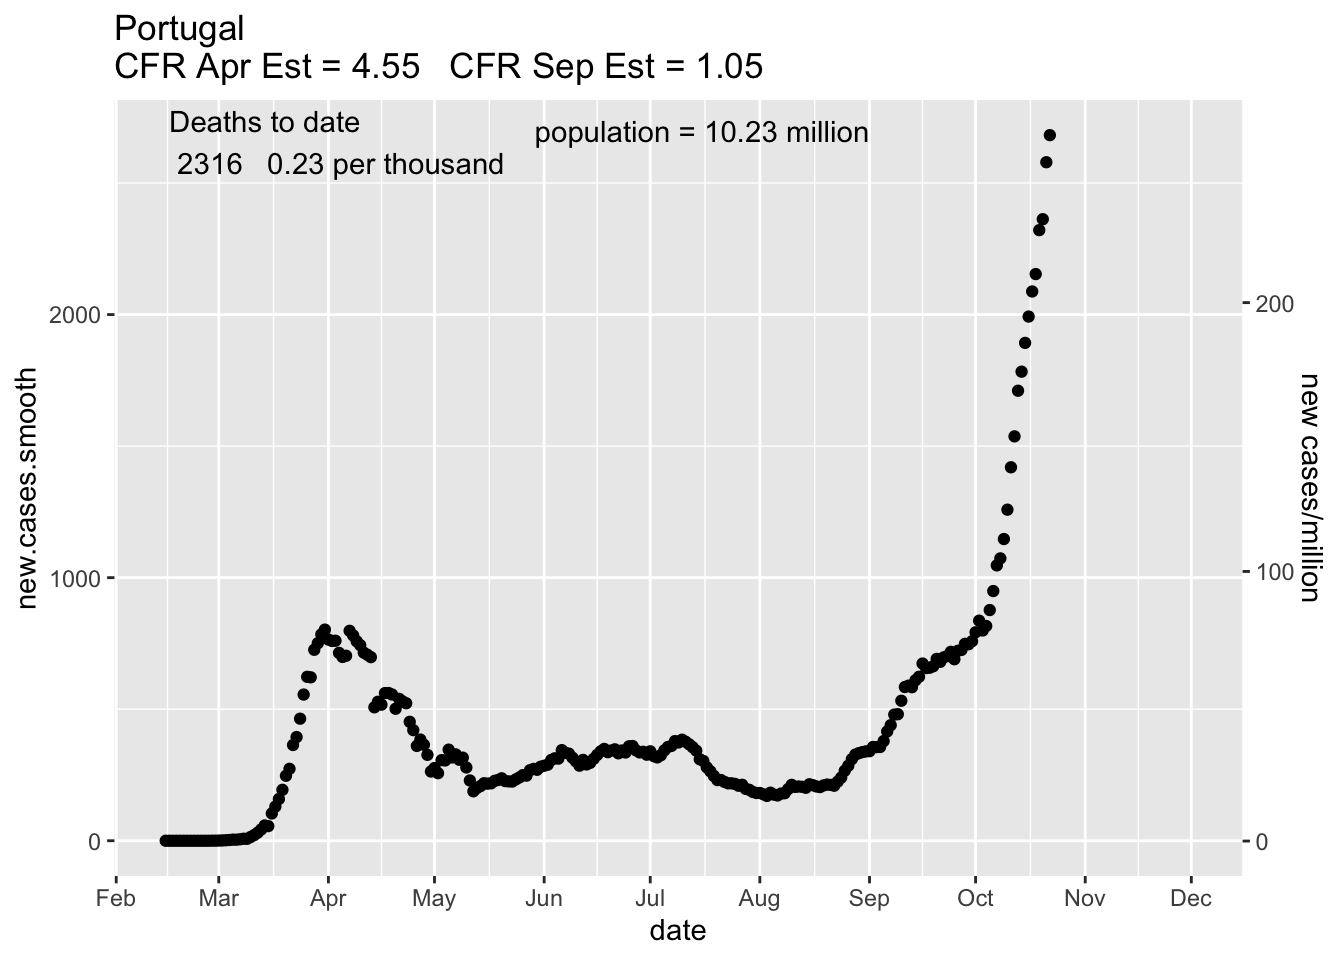 Portugal
CFR Apr Est = 4.55   CFR Sep Est = 1.05
Deaths to date
2316   0.23 per thousand
population = 10.23 million
new.cases.smooth
2000
1000
0
200
100
0
new cases/million
Feb Mar Apr May Jun Jul Aug Sep Oct Nov Dec
date